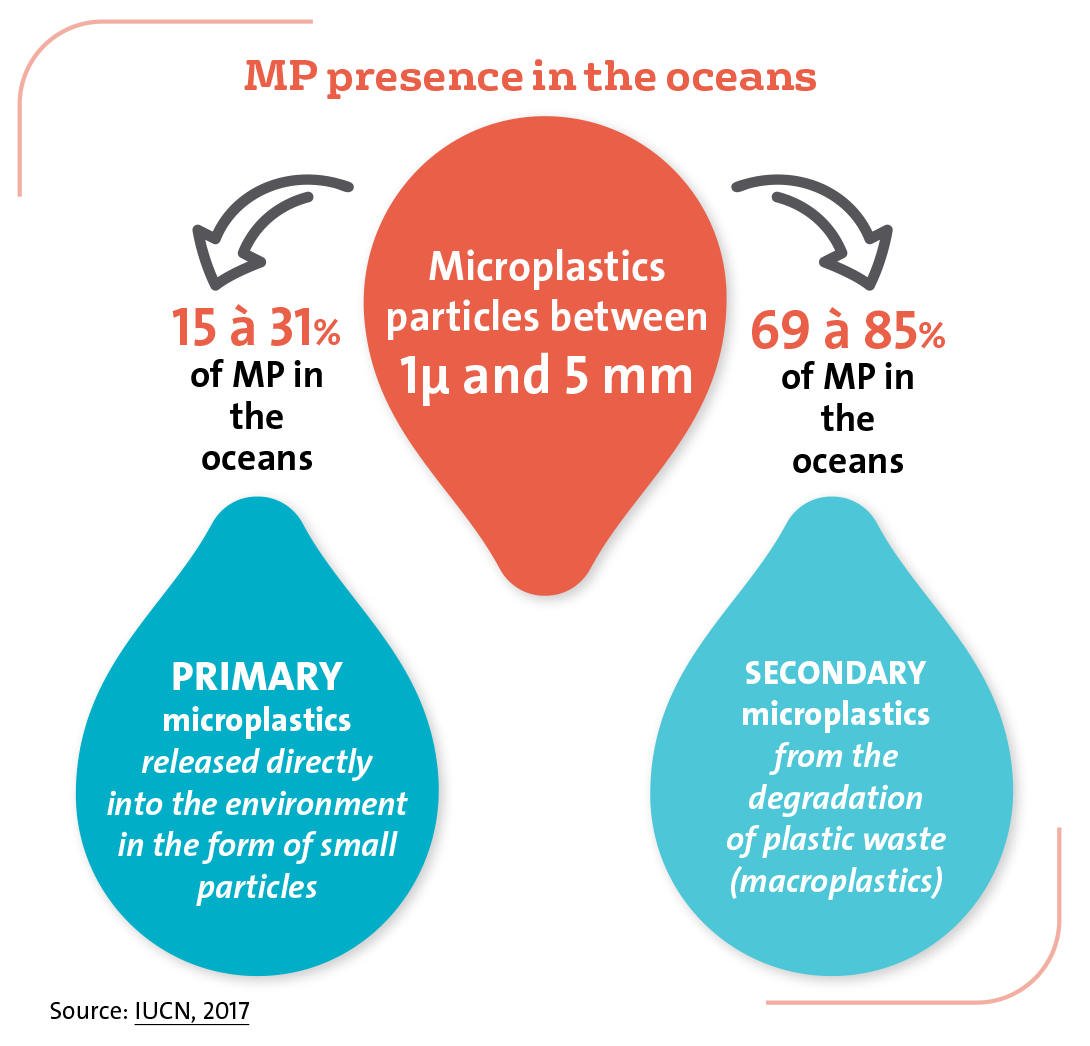 MP presence in the oceans
Microplastics
particles between
1µ and 5 mm
15 à 31%
of MP in
the
oceans
69 à 85%
of MP in
the
oceans
PRIMARY
microplastics
released directly
into the environment
in the form of small
particles
SECONDARY
microplastics
from the
degradation
of plastic waste
(macroplastics)
Source: IUCN, 2017